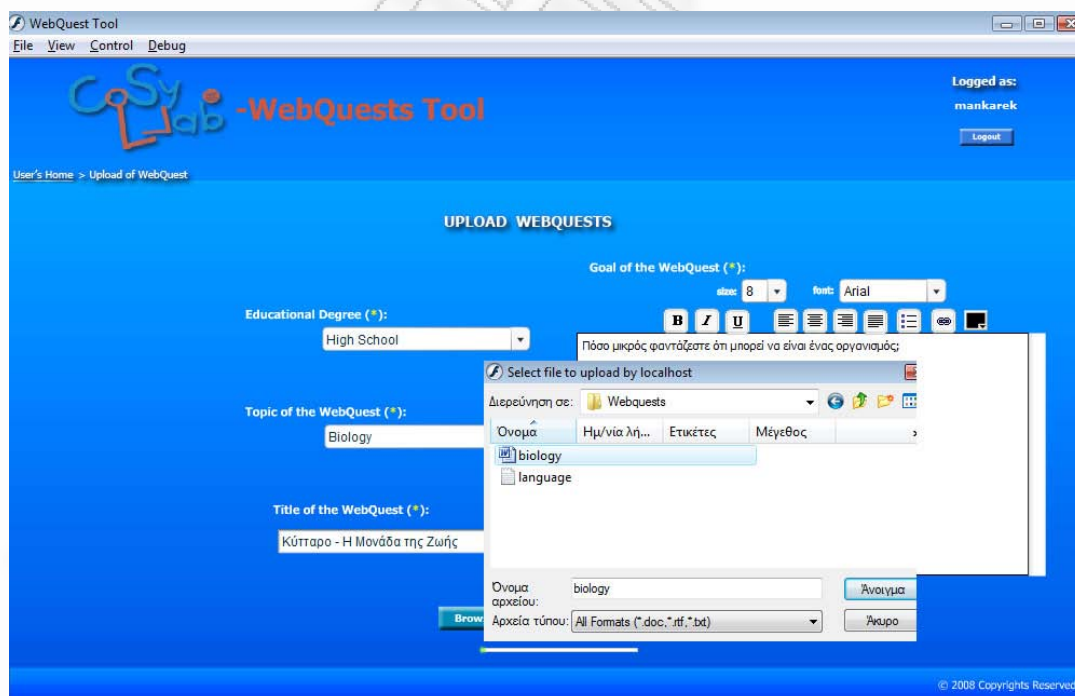 WebQuest Tool
File View Control Debug
CoSy Lab -WebQuests Tool
Logged as:
mankarek
Logout
User's Home > Upload of WebQuest
UPLOAD WEBQUESTS
Goal of the WebQuest (*):
size: 8 font: Arial
B I U
Educational Degree (*):
High School
Πόσο μικρός φαντάζεστε ότι μπορεί να είναι ένας οργανισμός;
Topic of the WebQuest (*):
Biology
Title of the WebQuest (*):
Κύτταρο - Η Μονάδα της Ζωής
Select file to upload by localhost
Διερεύνηση σε: Webquests
Όνομα Ημ/νία λή... Ετικέτες Μέγεθος
biology
language
Όνομα αρχείου: biology
Άνοιγμα
Αρχεία τύπου: All Formats (*.doc,*.rtf,*.txt)
Άκυρο
Brow
© 2008 Copyrights Reserved